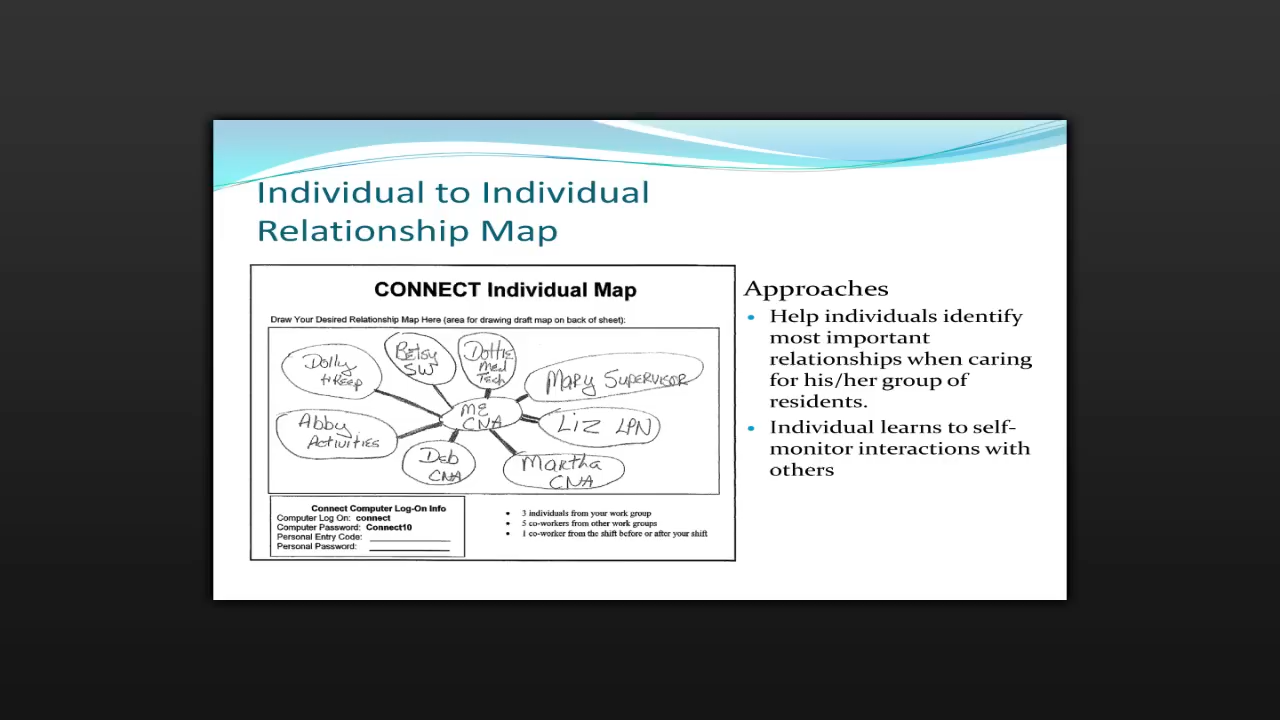 Individual to Individual
Relationship Map
CONNECT Individual Map
Draw Your Desired Relationship Map Here (area for drawing draft map on back of sheet):
Dolly
H Keep
Betsy
SW
Dottie
Med
Tech
Mary Supervisor
Abby
Activities
ME
CNA
Liz LPN
Deb
CNA
Martha
CNA
Connect Computer Log-On Info
Computer Log On: connect
Computer Password: Connect10
Personal Entry Code:
Personal Password:
• 3 individuals from your work group
• 5 co-workers from other work groups
• 1 co-worker from the shift before or after your shift
Approaches
• Help individuals identify
most important
relationships when caring
for his/her group of
residents.
• Individual learns to self-
monitor interactions with
others